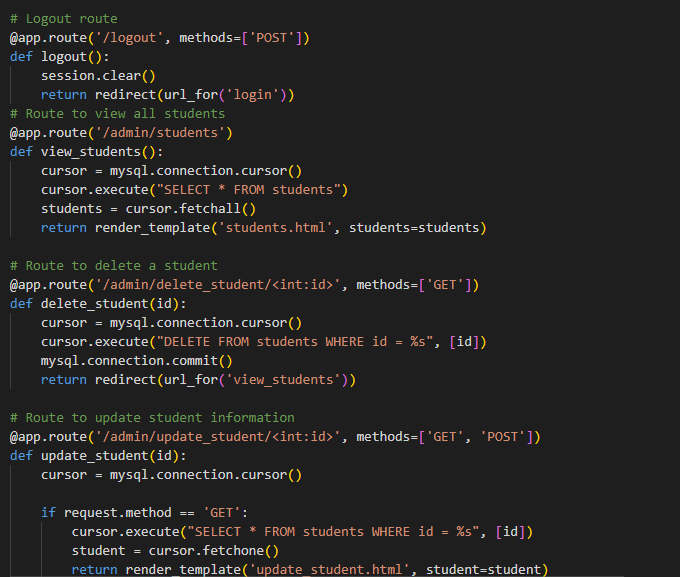 # Logout route
@app.route('/logout', methods=['POST'])
def logout():
    session.clear()
    return redirect(url_for('login'))
# Route to view all students
@app.route('/admin/students')
def view_students():
    cursor = mysql.connection.cursor()
    cursor.execute("SELECT * FROM students")
    students = cursor.fetchall()
    return render_template('students.html', students=students)

# Route to delete a student
@app.route('/admin/delete_student/<int:id>', methods=['GET'])
def delete_student(id):
    cursor = mysql.connection.cursor()
    cursor.execute("DELETE FROM students WHERE id = %s", [id])
    mysql.connection.commit()
    return redirect(url_for('view_students'))

# Route to update student information
@app.route('/admin/update_student/<int:id>', methods=['GET', 'POST'])
def update_student(id):
    cursor = mysql.connection.cursor()

    if request.method == 'GET':
        cursor.execute("SELECT * FROM students WHERE id = %s", [id])
        student = cursor.fetchone()
        return render_template('update_student.html', student=student)